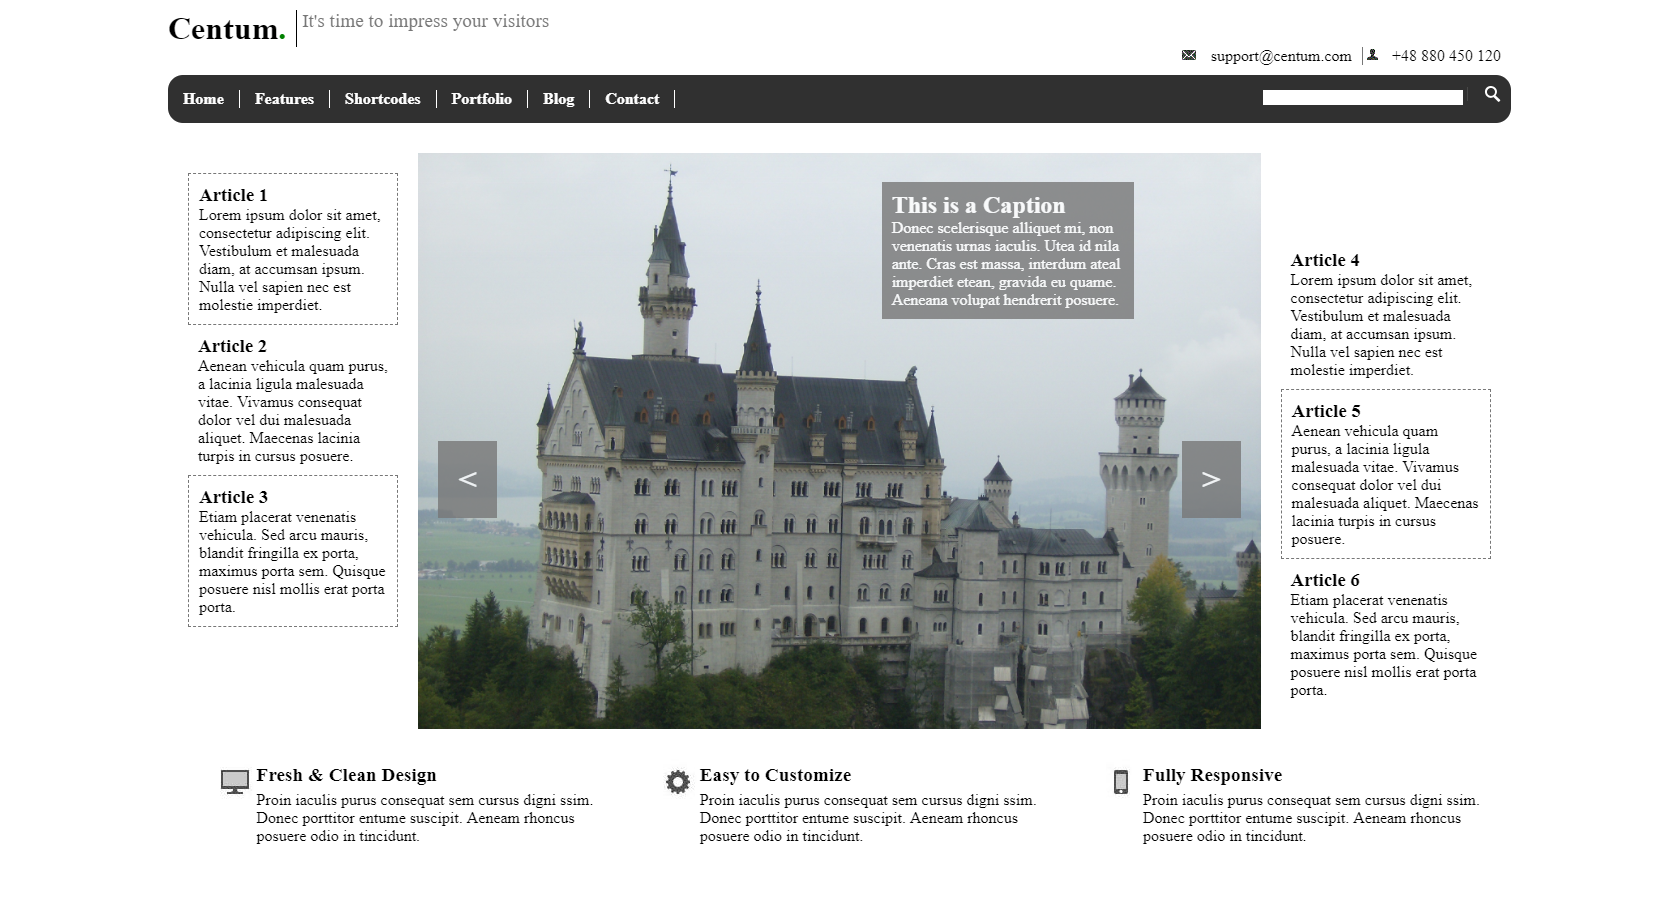 Centum.
It's time to impress your visitors
support@centum.com
+48 880 450 120
Home
Features
Shortcodes
Portfolio
Blog
Contact
Article 1
Lorem ipsum dolor sit amet,
consectetur adipiscing elit.
Vestibulum et malesuada
diam, at accumsan ipsum.
Nulla vel sapien nec est
molestie imperdiet.
Article 2
Aenean vehicula quam purus,
a lacinia ligula malesuada
vitae. Vivamus consequat
dolor vel dui malesuada
aliquet. Maecenas lacinia
turpis in cursus posuere.
Article 3
Etiam placerat venenatis
vehicula. Sed arcu mauris,
blandit fringilla ex porta,
maximus porta sem. Quisque
posuere nisl mollis erat porta
porta.
This is a Caption
Donec scelerisque alliquet mi, non
venenatis urnas iaculis. Utea id nila
ante. Cras est massa, interdum ateal
imperdiet etean, gravida eu quame.
Aeneana volupat hendrerit posuere.
<
>
Article 4
Lorem ipsum dolor sit amet,
consectetur adipiscing elit.
Vestibulum et malesuada
diam, at accumsan ipsum.
Nulla vel sapien nec est
molestie imperdiet.
Article 5
Aenean vehicula quam
purus, a lacinia ligula
malesuada vitae. Vivamus
consequat dolor vel dui
malesuada aliquet. Maecenas
lacinia turpis in cursus
posuere.
Article 6
Etiam placerat venenatis
vehicula. Sed arcu mauris,
blandit fringilla ex porta,
maximus porta sem. Quisque
posuere nisl mollis erat porta
porta.
Fresh & Clean Design
Proin iaculis purus consequat sem cursus digni ssim.
Donec porttitor entume suscipit. Aeneam rhoncus
posuere odio in tincidunt.
Easy to Customize
Proin iaculis purus consequat sem cursus digni ssim.
Donec porttitor entume suscipit. Aeneam rhoncus
posuere odio in tincidunt.
Fully Responsive
Proin iaculis purus consequat sem cursus digni ssim.
Donec porttitor entume suscipit. Aeneam rhoncus
posuere odio in tincidunt.